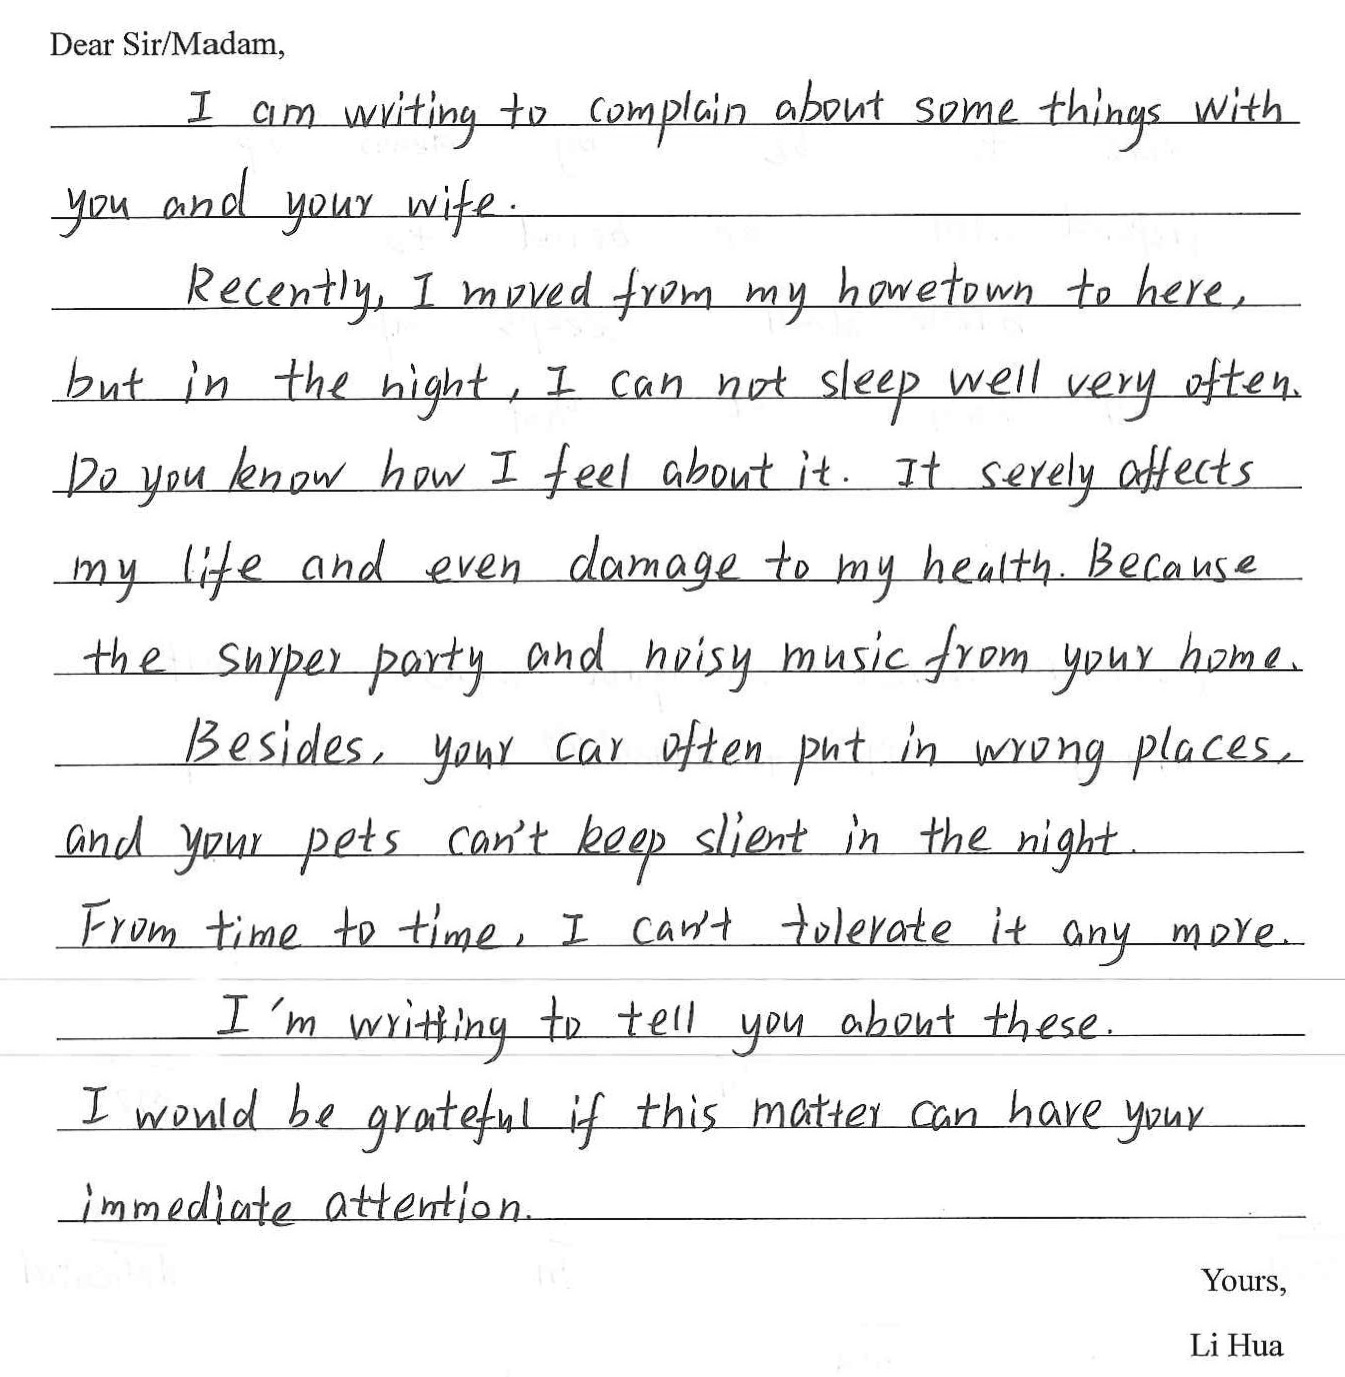 Dear Sir/Madam,
I am writing to complain about some things with
you and your wife.
Recently, I moved from my howetown to here,
but in the night, I can not sleep well very often.
Do you know how I feel about it. It serely affects
my life and even damage to my health. Because
the surper party and noisy music from your home.
Besides, your car often put in wrong places,
and your pets can't keep slient in the night.
From time to time, I can't tolerate it any more.
I'm writting to tell you about these.
I would be grateful if this matter can have your
immediate attention.
Yours,
Li Hua